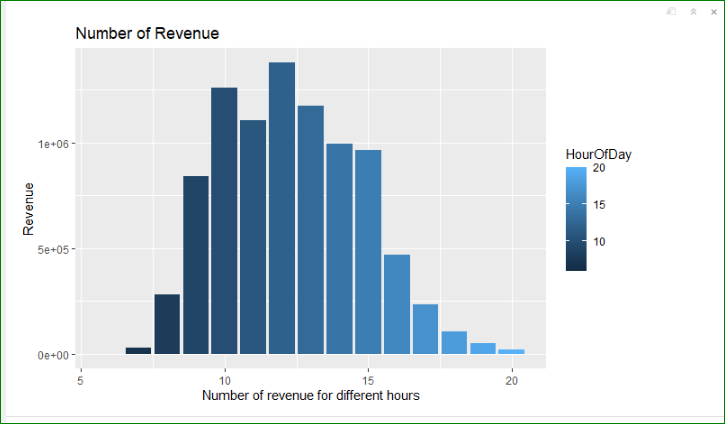 Number of Revenue
Revenue
1e+06
5e+05
0e+00
5
10
15
20
Number of revenue for different hours
HourOfDay
20
15
10